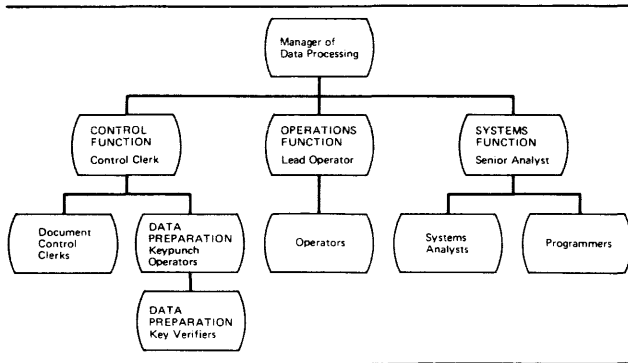 Manager of
Data Processing
CONTROL
FUNCTION
Control Clerk
OPERATIONS
FUNCTION
Lead Operator
SYSTEMS
FUNCTION
Senior Analyst
Document
Control
Clerks
DATA
PREPARATION
Keypunch
Operators
Operators
Systems
Analysts
Programmers
DATA
PREPARATION
Key Verifiers